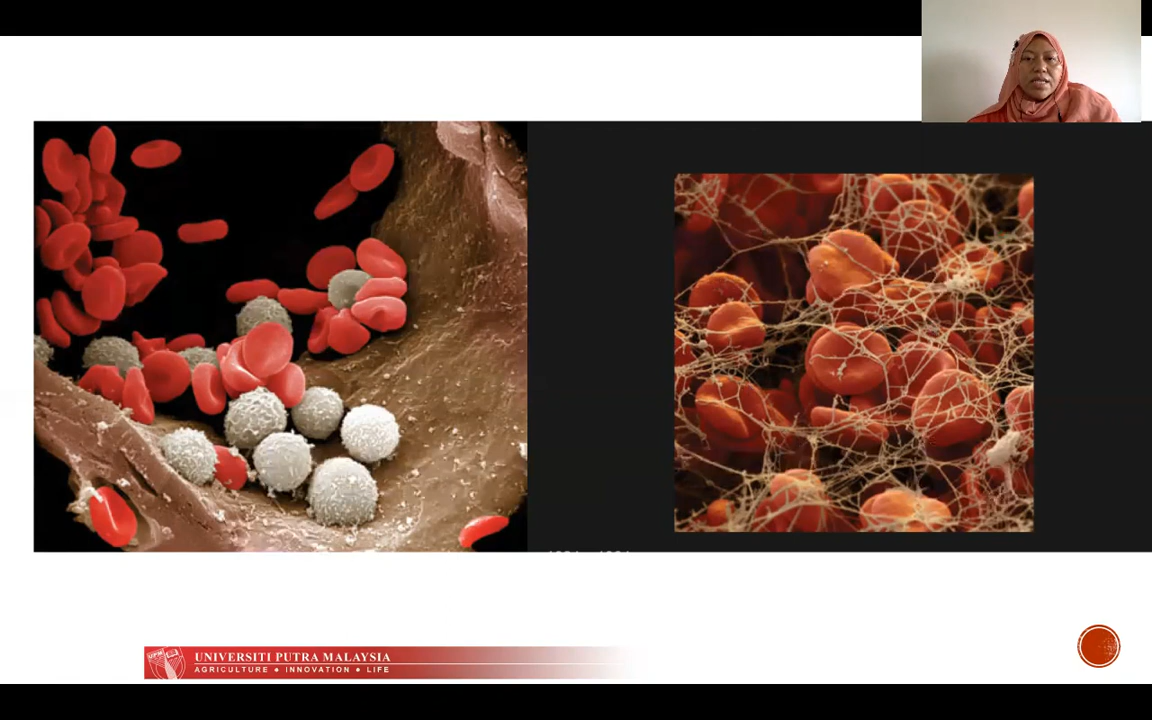 UNIVERSITI PUTRA MALAYSIA
AGRICULTURE ● INNOVATION ● LIFE